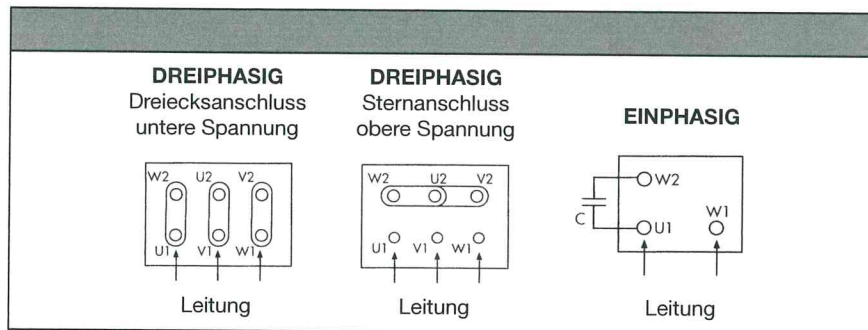 DREIPHASIG
Dreiecksanschluss
untere Spannung
W2 U2 V2
U1 V1 W1
Leitung
DREIPHASIG
Sternanschluss
obere Spannung
W2 U2 V2
U1 V1 W1
Leitung
EINPHASIG
W2
C
U1 W1
Leitung